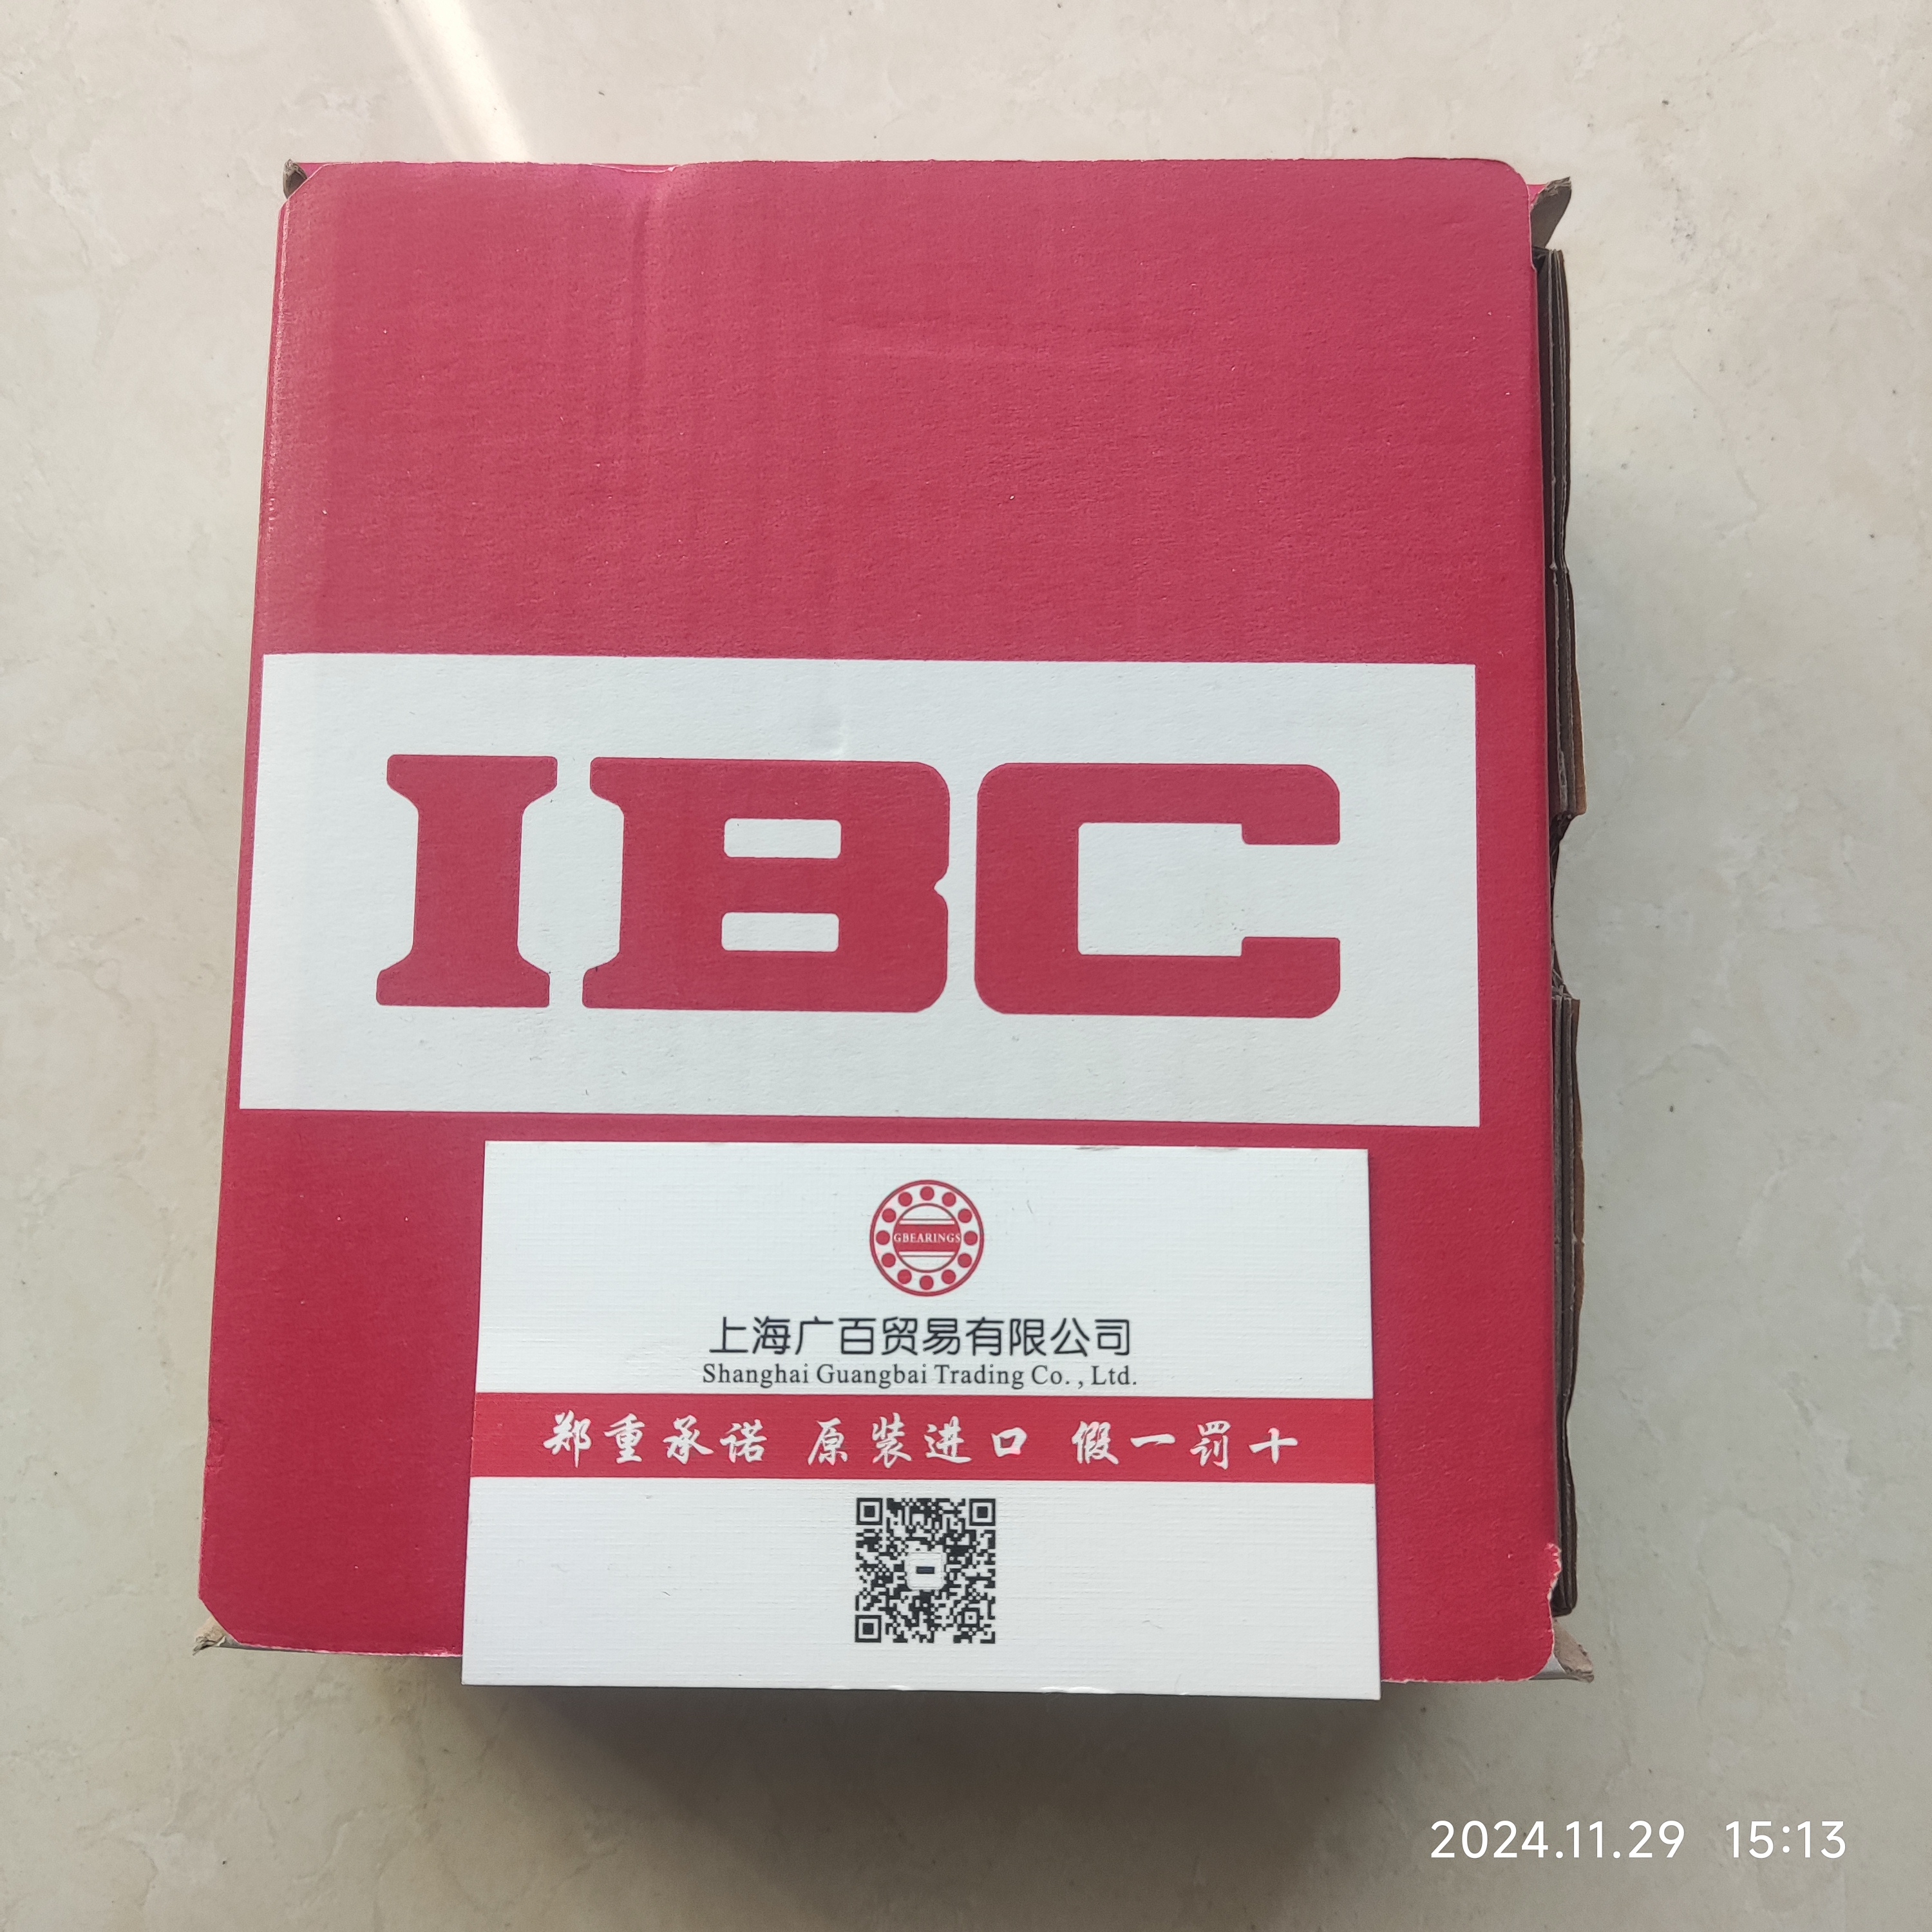 IBC
GBEARINGS
上海广百贸易有限公司
Shanghai Guangbai Trading Co. , Ltd.
郑重承诺 原装进口 假一罚十
2024.11.29 15:13